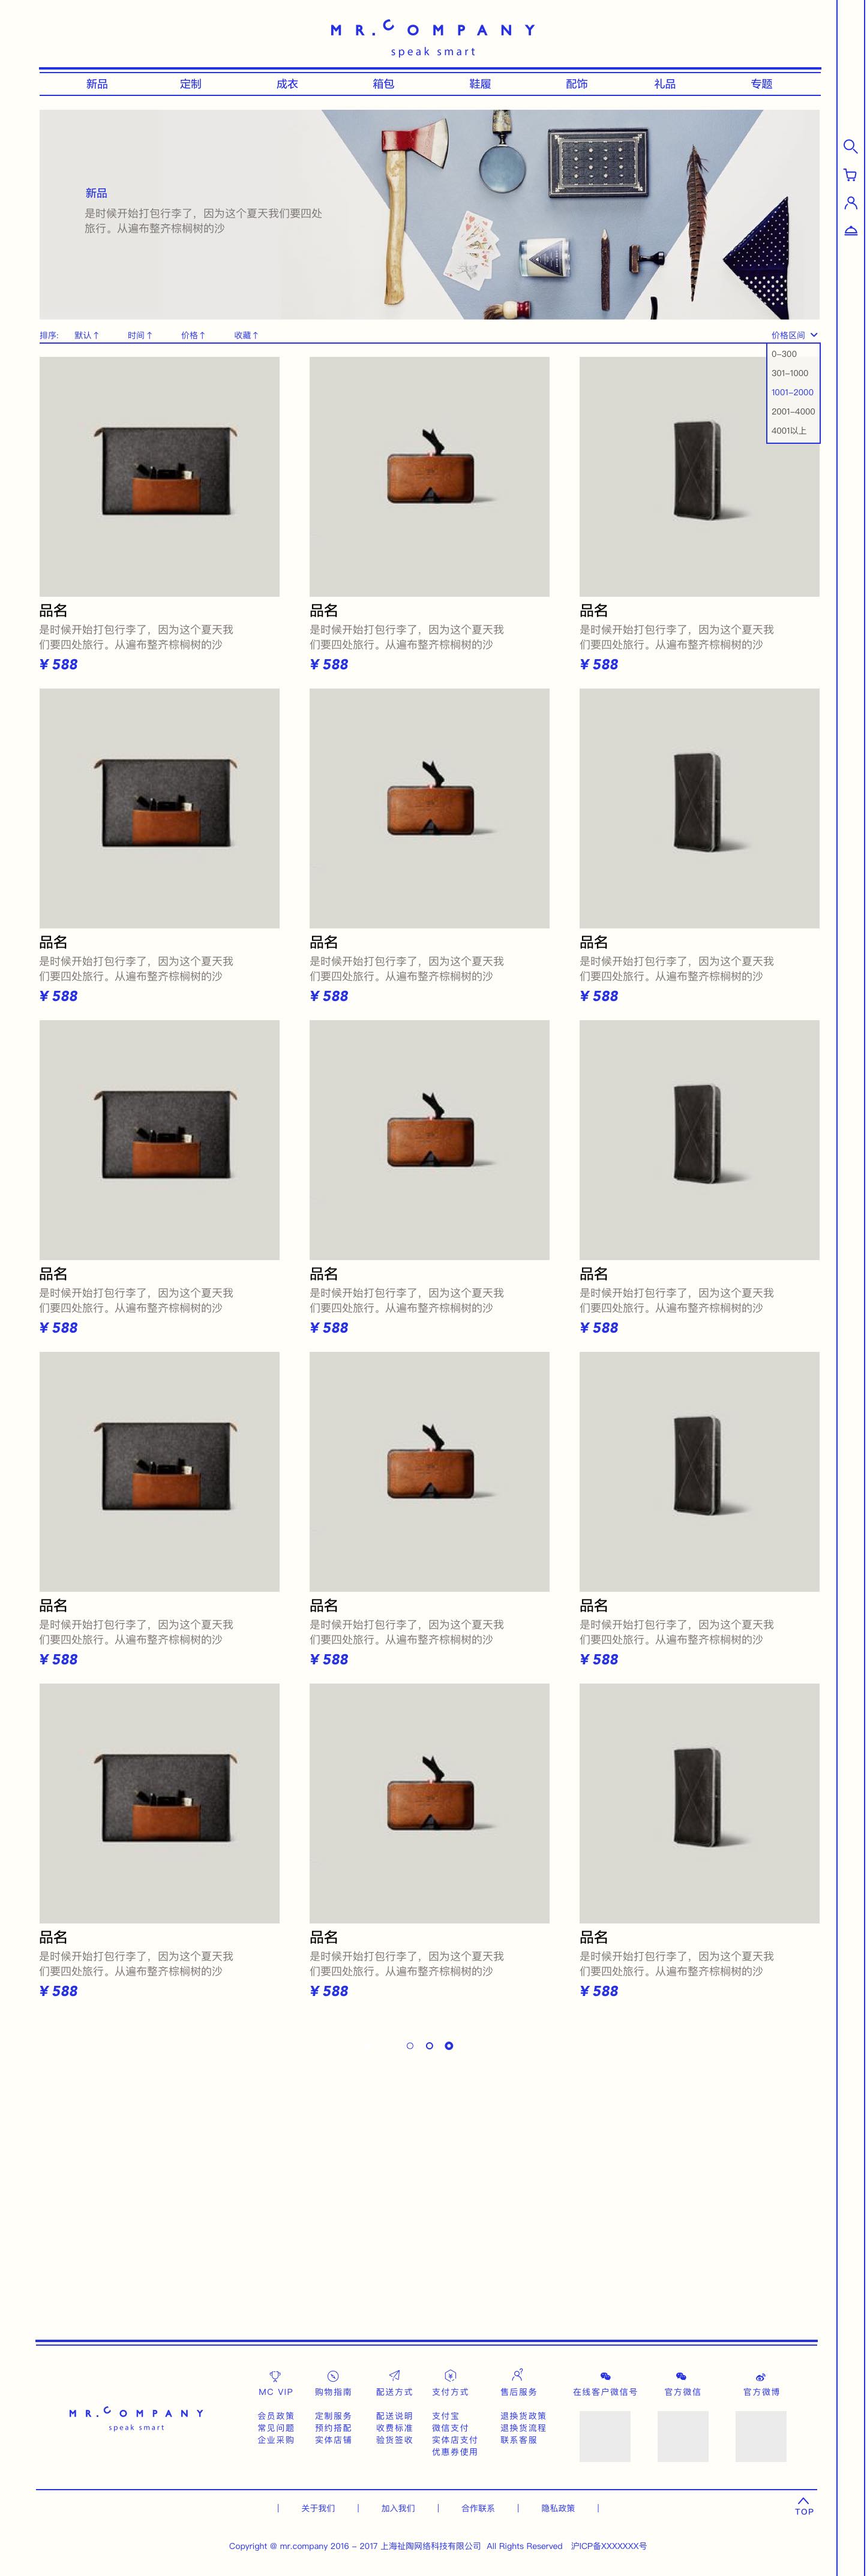 MR.COMPANY
speak smart
新品 定制 成衣 箱包 鞋履 配饰 礼品 专题
新品
是时候开始打包行李了，因为这个夏天我们要四处
旅行。从遍布整齐棕榈树的沙
排序: 默认↑ 时间↑ 价格↑ 收藏↑ 价格区间
0-300
301-1000
1001-2000
2001-4000
4001以上
品名 品名 品名
是时候开始打包行李了，因为这个夏天我 是时候开始打包行李了，因为这个夏天我 是时候开始打包行李了，因为这个夏天我
们要四处旅行。从遍布整齐棕榈树的沙 们要四处旅行。从遍布整齐棕榈树的沙 们要四处旅行。从遍布整齐棕榈树的沙
¥ 588 ¥ 588 ¥ 588
品名 品名 品名
是时候开始打包行李了，因为这个夏天我 是时候开始打包行李了，因为这个夏天我 是时候开始打包行李了，因为这个夏天我
们要四处旅行。从遍布整齐棕榈树的沙 们要四处旅行。从遍布整齐棕榈树的沙 们要四处旅行。从遍布整齐棕榈树的沙
¥ 588 ¥ 588 ¥ 588
品名 品名 品名
是时候开始打包行李了，因为这个夏天我 是时候开始打包行李了，因为这个夏天我 是时候开始打包行李了，因为这个夏天我
们要四处旅行。从遍布整齐棕榈树的沙 们要四处旅行。从遍布整齐棕榈树的沙 们要四处旅行。从遍布整齐棕榈树的沙
¥ 588 ¥ 588 ¥ 588
品名 品名 品名
是时候开始打包行李了，因为这个夏天我 是时候开始打包行李了，因为这个夏天我 是时候开始打包行李了，因为这个夏天我
们要四处旅行。从遍布整齐棕榈树的沙 们要四处旅行。从遍布整齐棕榈树的沙 们要四处旅行。从遍布整齐棕榈树的沙
¥ 588 ¥ 588 ¥ 588
品名 品名 品名
是时候开始打包行李了，因为这个夏天我 是时候开始打包行李了，因为这个夏天我 是时候开始打包行李了，因为这个夏天我
们要四处旅行。从遍布整齐棕榈树的沙 们要四处旅行。从遍布整齐棕榈树的沙 们要四处旅行。从遍布整齐棕榈树的沙
¥ 588 ¥ 588 ¥ 588
MR.COMPANY
speak smart
MC VIP 购物指南 配送方式 支付方式 售后服务 在线客户微信号 官方微信 官方微博
会员政策 定制服务 配送说明 支付宝 退换货政策
常见问题 预约搭配 收费标准 微信支付 退换货流程
企业采购 实体店铺 验货签收 实体店支付 联系客服
优惠券使用
| 关于我们 | 加入我们 | 合作联系 | 隐私政策 |
TOP
Copyright @ mr.company 2016 - 2017 上海祉陶网络科技有限公司 All Rights Reserved 沪ICP备XXXXXXX号